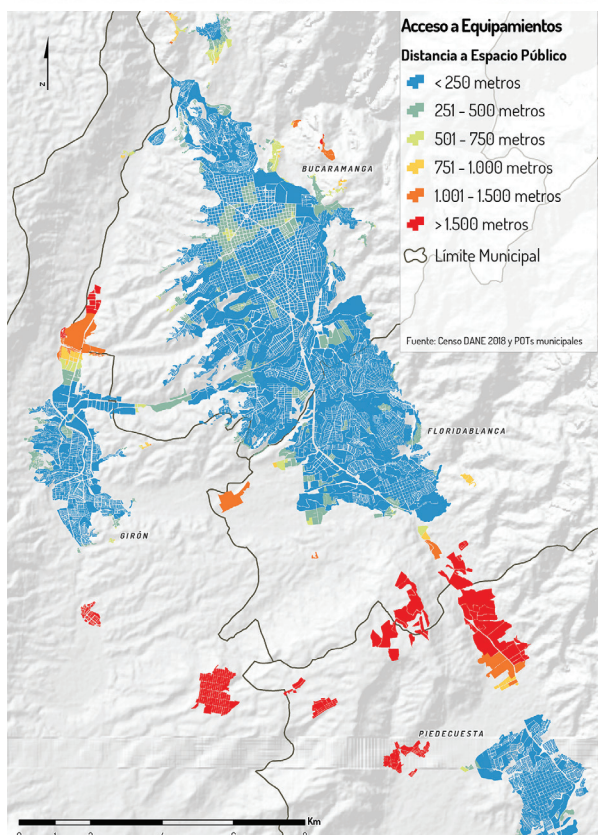 Acceso a Equipamientos
Distancia a Espacio Público
< 250 metros
251 - 500 metros
501 - 750 metros
751 - 1.000 metros
1.001 - 1.500 metros
> 1.500 metros
Límite Municipal
Fuente: Censo DANE 2018 y POTs municipales
N
BUCARAMANGA
FLORIDABLANCA
GIRÓN
PIEDECUESTA
Km